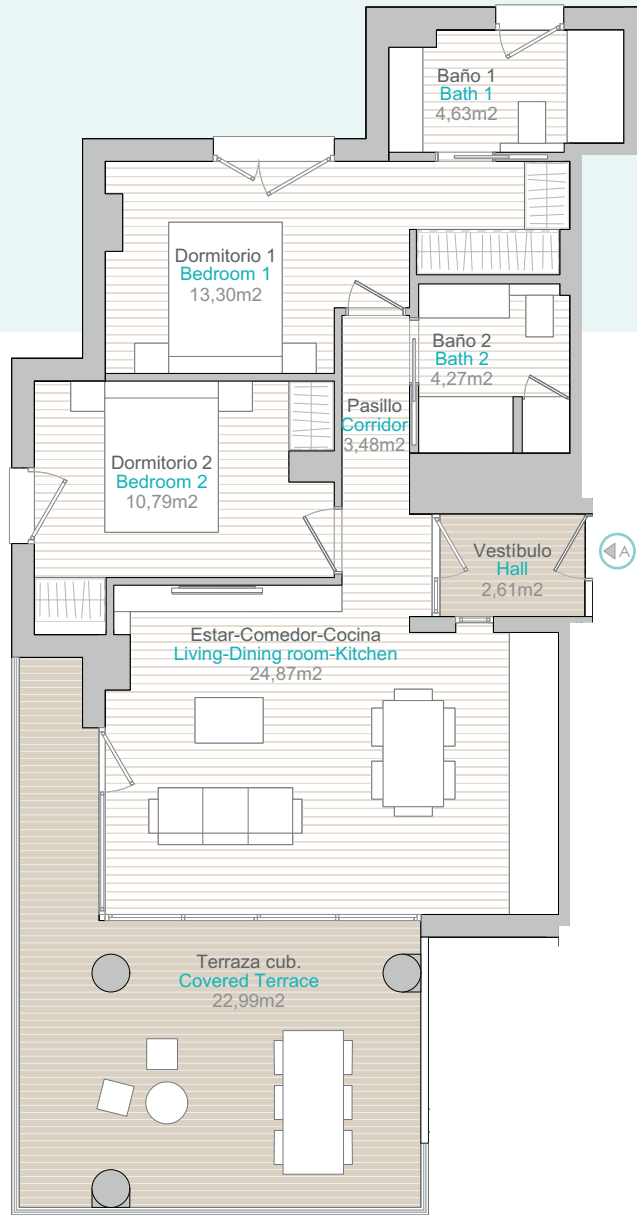 Baño 1
Bath 1
4,63m2
Dormitorio 1
Bedroom 1
13,30m2
Baño 2
Bath 2
4,27m2
Pasillo
Corridor
3,48m2
Dormitorio 2
Bedroom 2
10,79m2
Vestíbulo
Hall
2,61m2
A
Estar-Comedor-Cocina
Living-Dining room-Kitchen
24,87m2
Terraza cub.
Covered Terrace
22,99m2